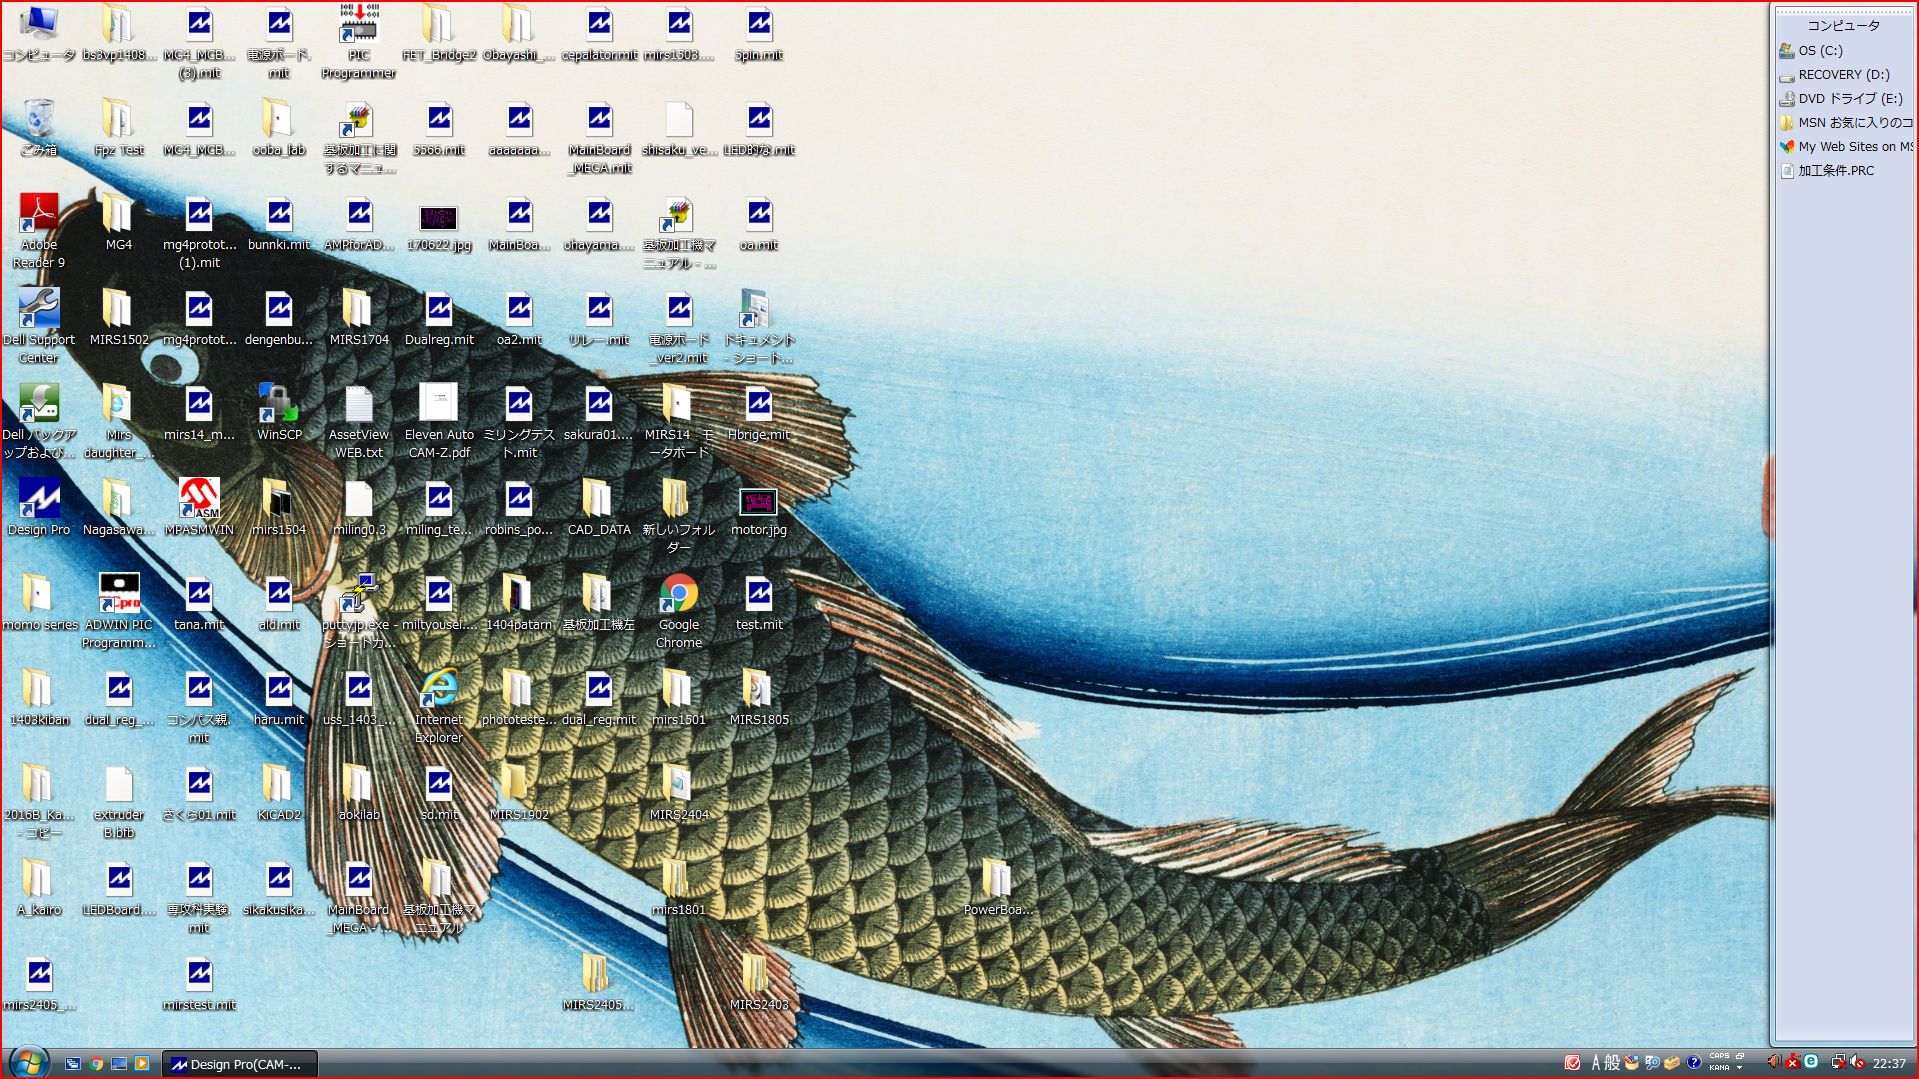 コンピュータ
bs3vp1408...
MG4_MCB...
(3).mit
電源ボード.
mit
PIC
Programmer
FET_Bridge2
Obayashi_...
cepalator.mit
mirs1503....
5pin.mit
ごみ箱
Fpz Test
MG4_MCB...
ooba_lab
基板加工に関
するマニュ...
5566.mit
aaaaaaa...
MainBoard
_MEGA.mit
shisaku_ve...
LED的な.mit
Adobe
Reader 9
MG4
mg4protot...
(1).mit
bunnki.mit
AMPforAD...
170622.jpg
MainBoa...
ohayama....
基板加工機マ
ニュアル - ...
oa.mit
Dell Support
Center
MIRS1502
mg4protot...
dengenbu...
MIRS1704
Dualreg.mit
oa2.mit
リレー.mit
電源ボード
_ver2.mit
ドキュメント
- ショート...
Dell バックア
ップおよび...
Mirs
daughter_...
mirs14_m...
WinSCP
AssetView
WEB.txt
Eleven Auto
CAM-Z.pdf
ミリングテス
ト.mit
sakura01....
MIRS14　モ
ータボード
Hbrige.mit
Design Pro
Nagasawa...
MPASMWIN
mirs1504
miling0.3
miling_te...
robins_po...
CAD_DATA
新しいフォル
ダー
motor.jpg
momo series
ADWIN PIC
Programm...
tana.mit
ald.mit
puttyjp.exe -
ショートカ...
miltyousei....
1404patarn
基板加工機左
Google
Chrome
test.mit
1403kiban
dual_reg_...
コンパス親.
mit
haru.mit
uss_1403_...
Internet
Explorer
phototeste...
dual_reg.mit
mirs1501
MIRS1805
2016B_Ka...
- コピー
extruder
B.bfb
さくら01.mit
KiCAD2
aokilab
sd.mit
MIRS1902
MIRS2404
A_kairo
LEDBoard....
専攻科実験.
mit
sikakusika...
MainBoard
_MEGA - ...
基板加工機マ
ニュアル
mirs1801
PowerBoa...
mirs2405_...
mirstest.mit
MIRS2405...
MIRS2403
コンピュータ
OS (C:)
RECOVERY (D:)
DVD ドライブ (E:)
MSN お気に入りのコ
My Web Sites on MS
加工条件.PRC
Design Pro(CAM-...
A 般
CAPS
KANA
22:37